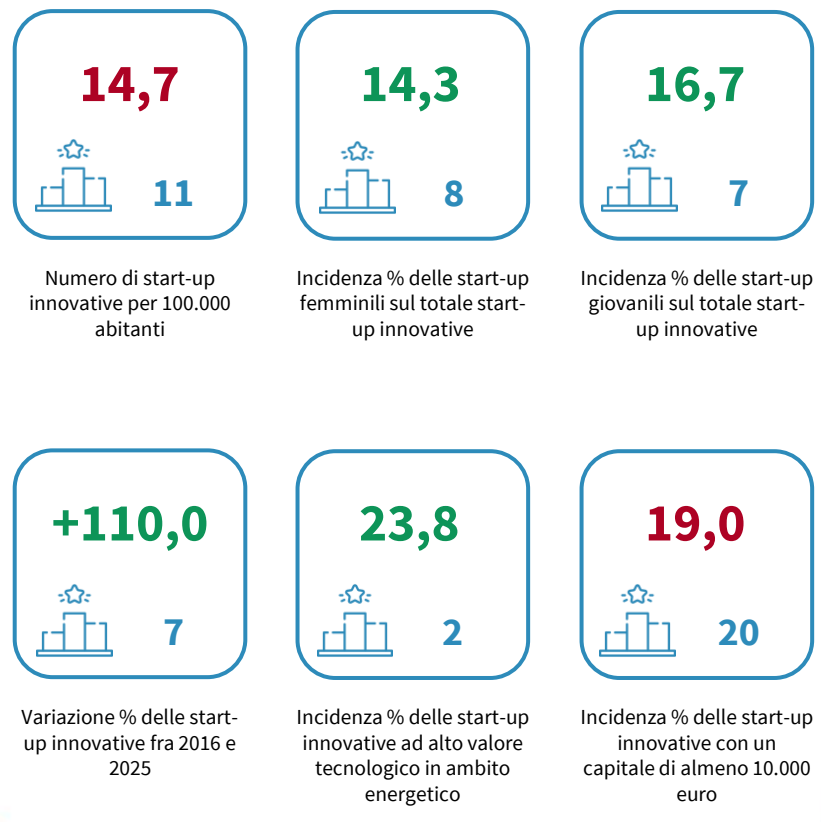 14,7
11
Numero di start-up
innovative per 100.000
abitanti
14,3
8
Incidenza % delle start-up
femminili sul totale start-
up innovative
16,7
7
Incidenza % delle start-up
giovanili sul totale start-
up innovative
+110,0
7
Variazione % delle start-
up innovative fra 2016 e
2025
23,8
2
Incidenza % delle start-up
innovative ad alto valore
tecnologico in ambito
energetico
19,0
20
Incidenza % delle start-up
innovative con un
capitale di almeno 10.000
euro